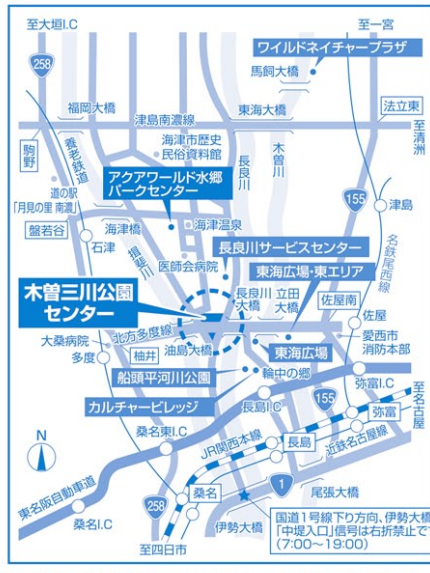 至大垣I.C
至一宮
ワイルドネイチャープラザ
258
馬飼大橋
福岡大橋
東海大橋
津島南濃線
法立東
至清洲
海津市歴史
民俗資料館
駒野
養老鉄道
長良川
木曽川
アクアワールド水郷
パークセンター
道の駅
「月見の里 南濃」
155
津島
海津橋
海津温泉
盤若谷
石津
揖斐川
長良川サービスセンター
医師会病院
名鉄尾西線
東海広場・東エリア
木曽三川公園
センター
長良川
大橋
立田
大橋
佐屋南
佐屋
北方多度線
大桑病院
多度
柚井
油島大橋
東海広場
愛西市
消防本部
船頭平河川公園
輪中の郷
弥富I.C
至名古屋
カルチャービレッジ
長島I.C
155
弥富
N
桑名東I.C
JR関西本線
長島
近鉄名古屋線
東名阪自動車道
桑名
1
尾張大橋
桑名I.C
258
伊勢大橋
至四日市
国道1号線下り方向、伊勢大橋
「中堤入口」信号は右折禁止で
(7:00〜19:00)